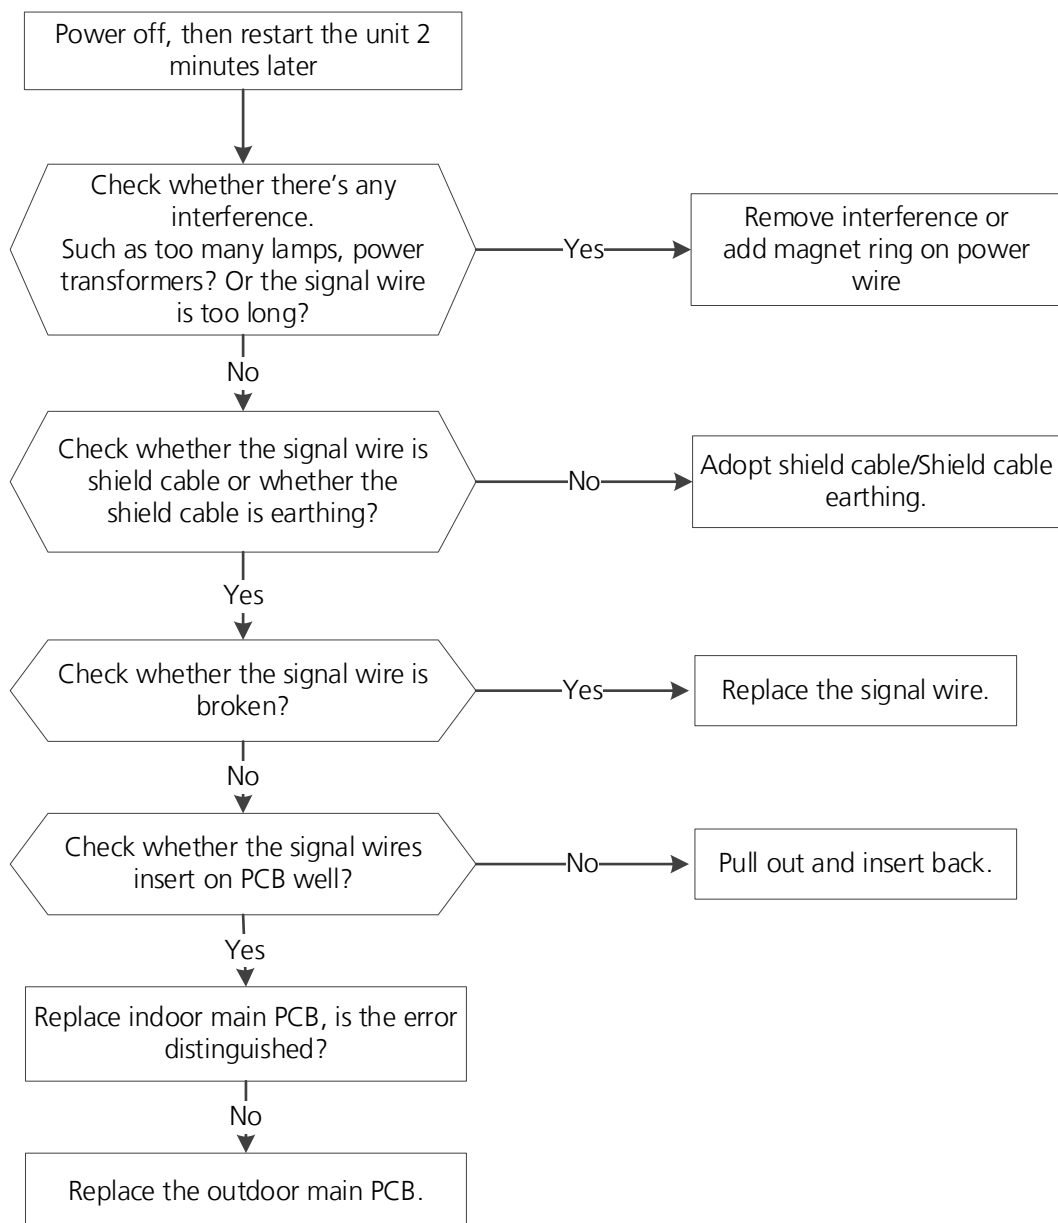 Power off, then restart the unit 2
minutes later
Check whether there's any
interference.
Such as too many lamps, power
transformers? Or the signal wire
is too long?
Yes
Remove interference or
add magnet ring on power
wire
No
Check whether the signal wire is
shield cable or whether the
shield cable is earthing?
No
Adopt shield cable/Shield cable
earthing.
Yes
Check whether the signal wire is
broken?
Yes
Replace the signal wire.
No
Check whether the signal wires
insert on PCB well?
No
Pull out and insert back.
Yes
Replace indoor main PCB, is the error
distinguished?
No
Replace the outdoor main PCB.